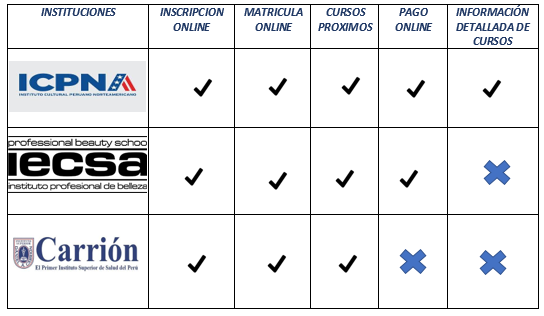 INSTITUCIONES
INSCRIPCION
ONLINE
MATRICULA
ONLINE
CURSOS
PROXIMOS
PAGO
ONLINE
INFORMACIÓN
DETALLADA DE
CURSOS
ICPNA
INSTITUTO CULTURAL PERUANO NORTEAMERICANO
professional beauty schoo
iecsa
instituto profesional de belleza
Carrión
El Primer Instituto Superior de Salud del Perú